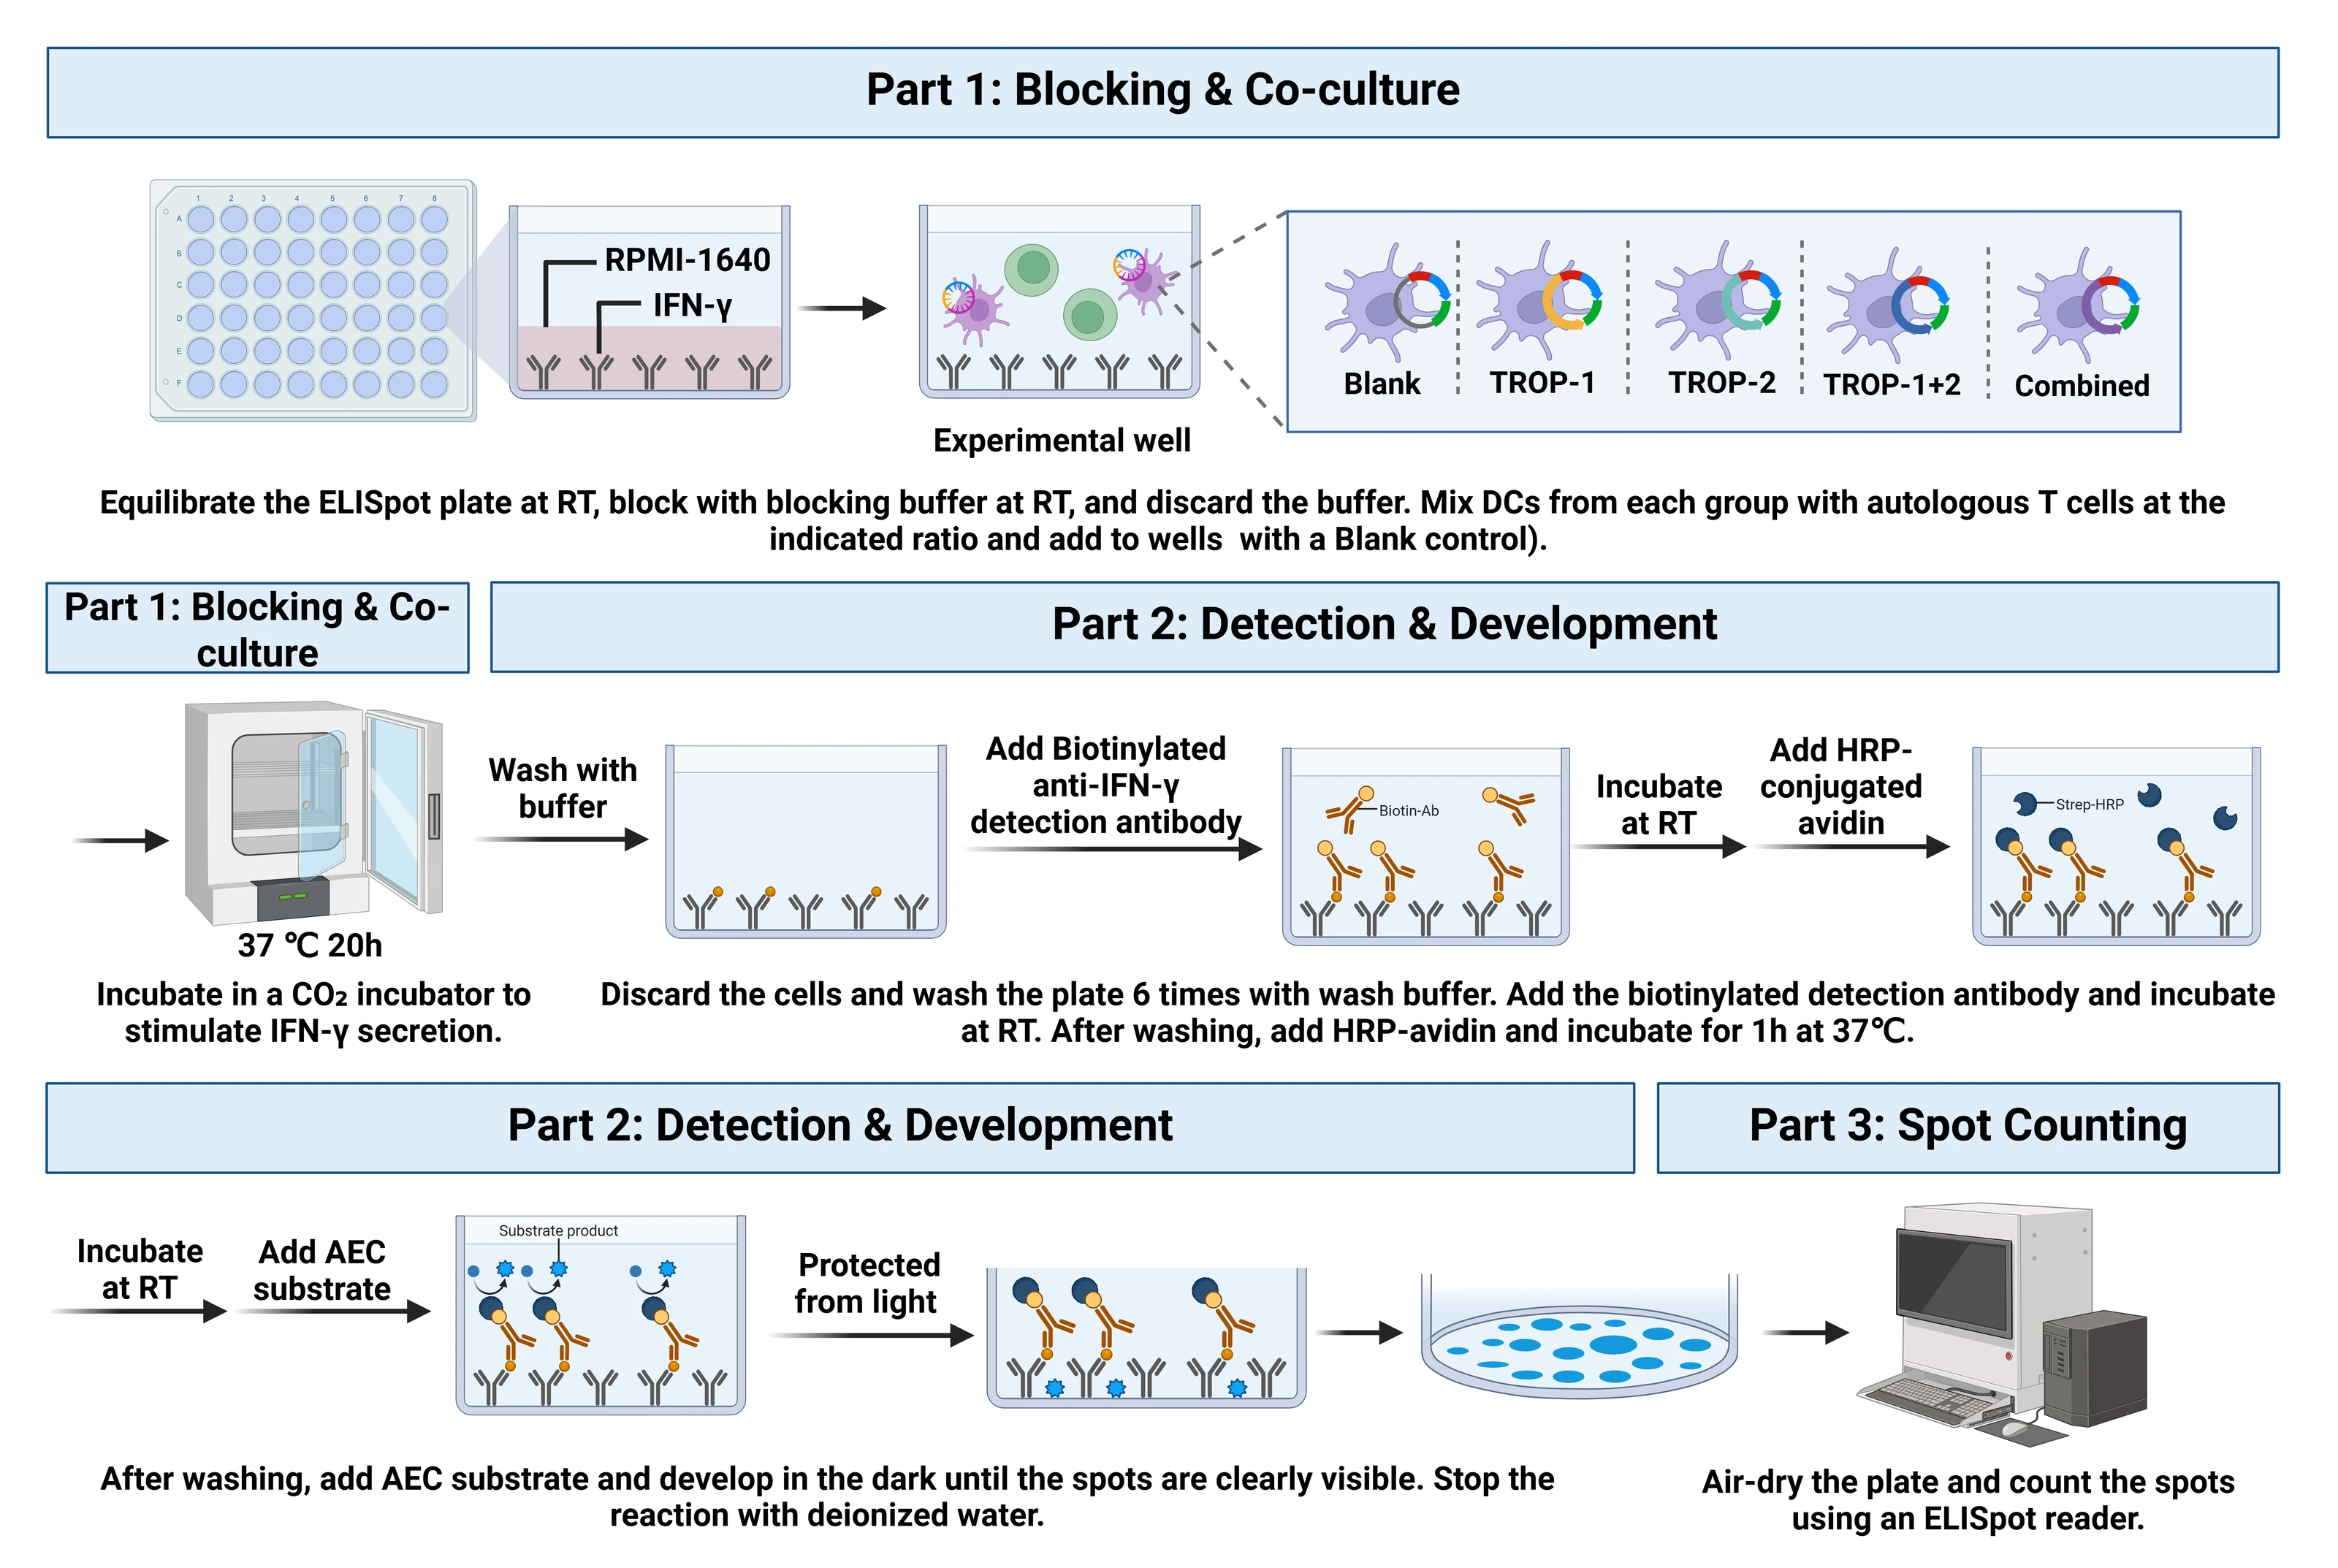 Part 1: Blocking & Co-culture
1 2 3 4 5 6 7 8
A
B
C
D
E
F
RPMI-1640
IFN-γ
Experimental well
Blank
TROP-1
TROP-2
TROP-1+2
Combined
Equilibrate the ELISpot plate at RT, block with blocking buffer at RT, and discard the buffer. Mix DCs from each group with autologous T cells at the
indicated ratio and add to wells  with a Blank control).
Part 1: Blocking & Co-
culture
Part 2: Detection & Development
37 ℃ 20h
Incubate in a CO₂ incubator to
stimulate IFN-γ secretion.
Wash with
buffer
Add Biotinylated
anti-IFN-γ
detection antibody
Biotin-Ab
Incubate
at RT
Add HRP-
conjugated
avidin
Strep-HRP
Discard the cells and wash the plate 6 times with wash buffer. Add the biotinylated detection antibody and incubate
at RT. After washing, add HRP-avidin and incubate for 1h at 37℃.
Part 2: Detection & Development
Part 3: Spot Counting
Incubate
at RT
Add AEC
substrate
Substrate product
Protected
from light
After washing, add AEC substrate and develop in the dark until the spots are clearly visible. Stop the
reaction with deionized water.
Air-dry the plate and count the spots
using an ELISpot reader.